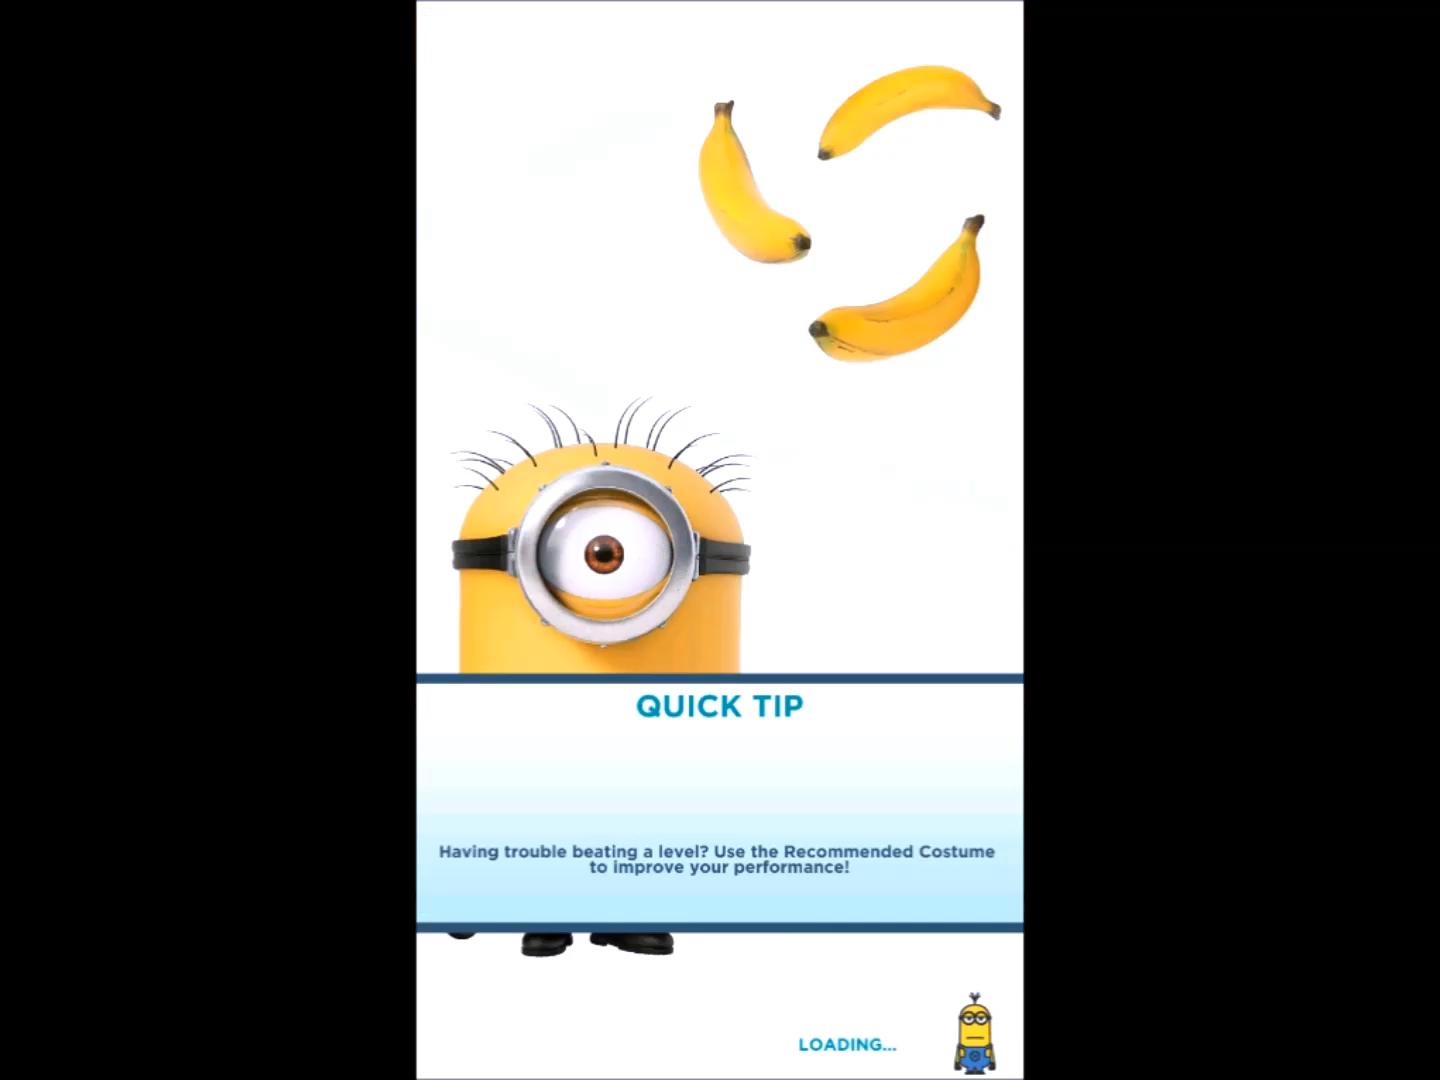 QUICK TIP
Having trouble beating a level? Use the Recommended Costume
to improve your performance!
LOADING...